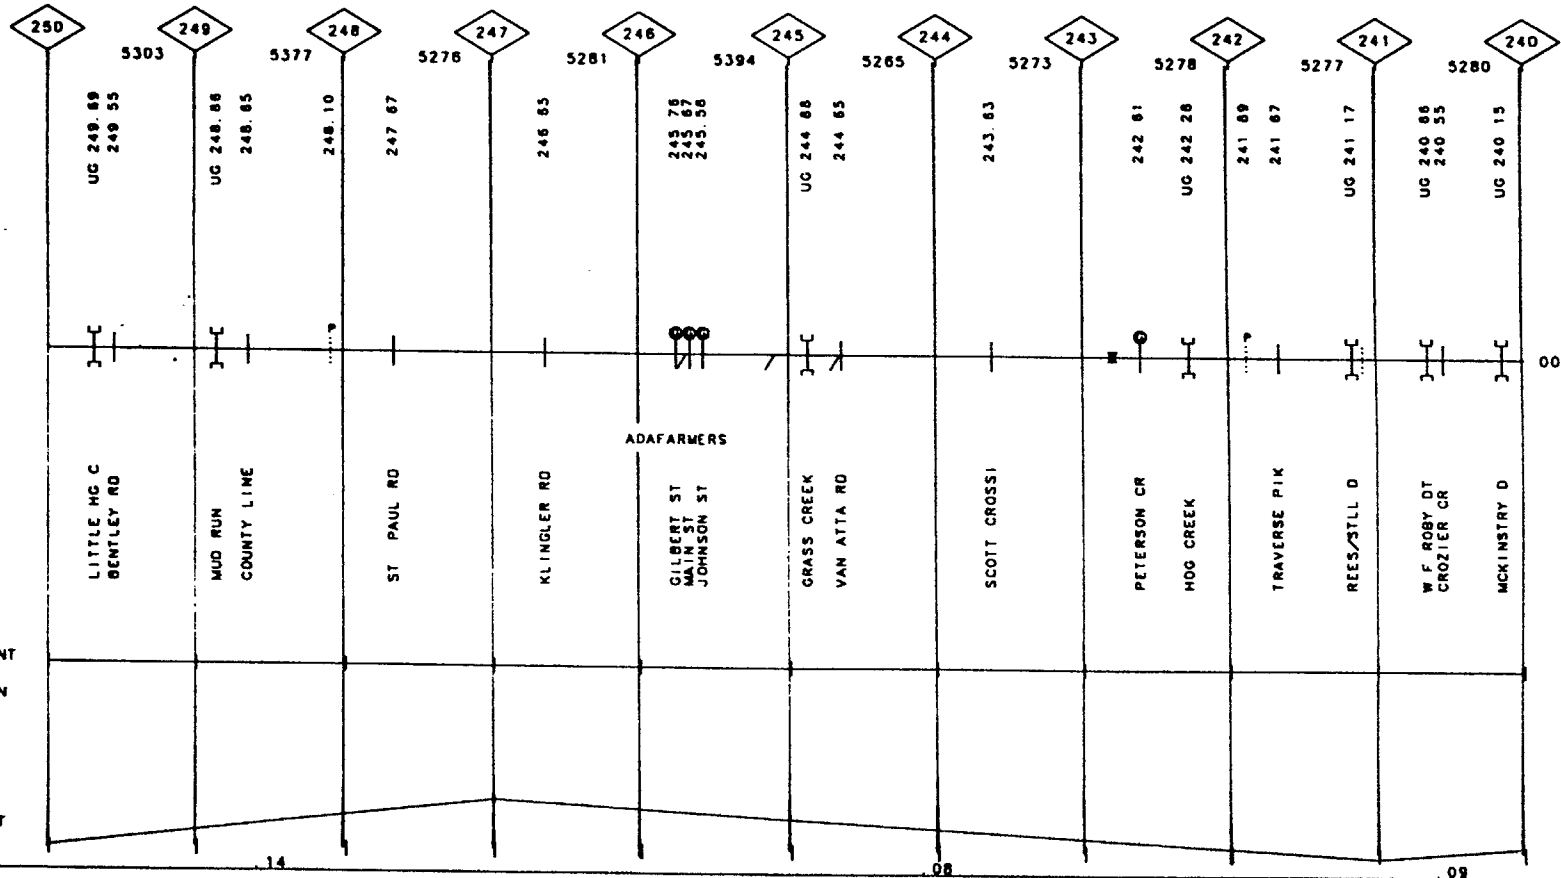 250 249 248 247 246 245 244 243 242 241 240
5303 5377 5276 5281 5394 5265 5273 5278 5277 5280
UG 249.69
249 55
UG 248.86
248.65
248.10
247 67
246 65
245 76
245 67
245.58
UG 244 88
244 65
243.63
242 61
UG 242 28
241 89
241 67
UG 241 17
UG 240 66
240 55
UG 240 15
P
P
00
ADAFARMERS
LITTLE HG C
BENTLEY RD
MUD RUN
COUNTY LINE
ST PAUL RD
KLINGLER RD
GILBERT ST
MAIN ST
JOHNSON ST
GRASS CREEK
VAN ATTA RD
SCOTT CROSSI
PETERSON CR
HOG CREEK
TRAVERSE PIK
REES/STLL D
W F ROBY DT
CROZIER CR
MCKINSTRY D
NT
N
T
.14 .08 .09